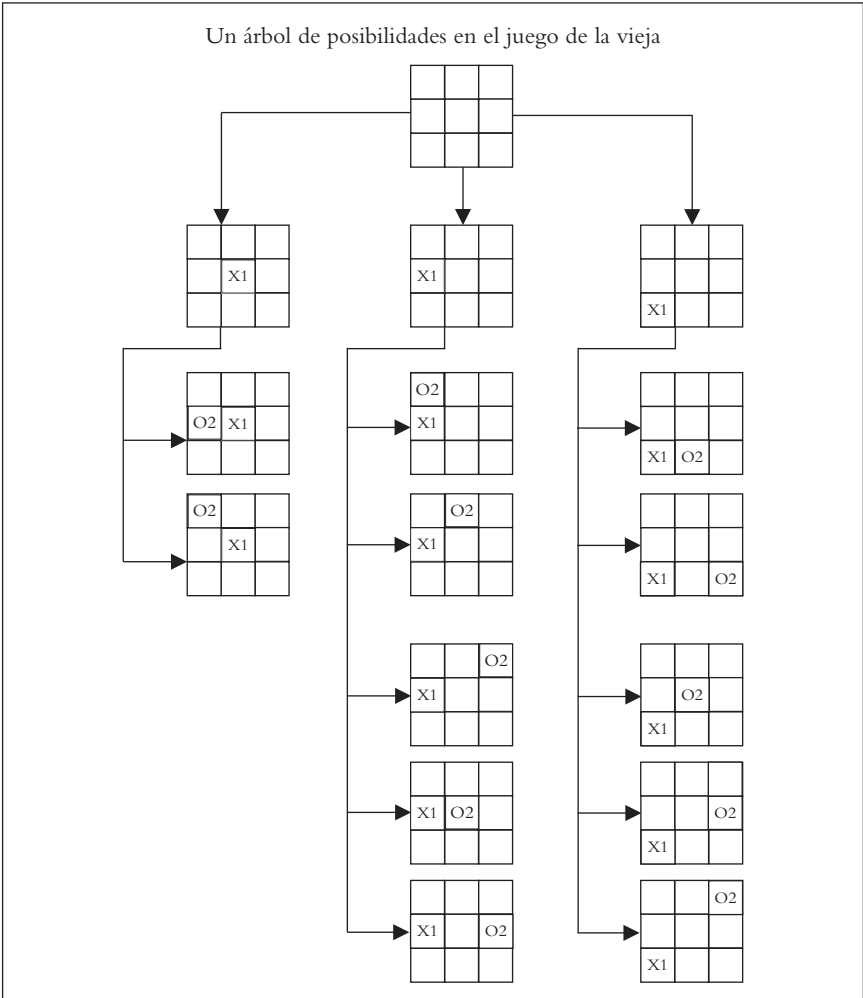 Un árbol de posibilidades en el juego de la vieja
X1 X1
X1
O2
O2 X1 X1
X1 O2
O2 O2
X1 X1
X1 O2
O2
X1 O2
X1
X1 O2 O2
X1
O2
X1 O2
X1